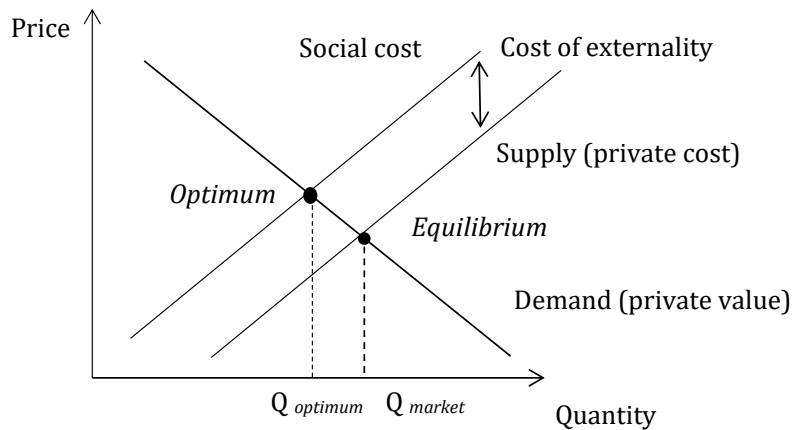 Price
Social cost
Cost of externality
Supply (private cost)
Optimum
Equilibrium
Demand (private value)
Q optimum
Q market
Quantity